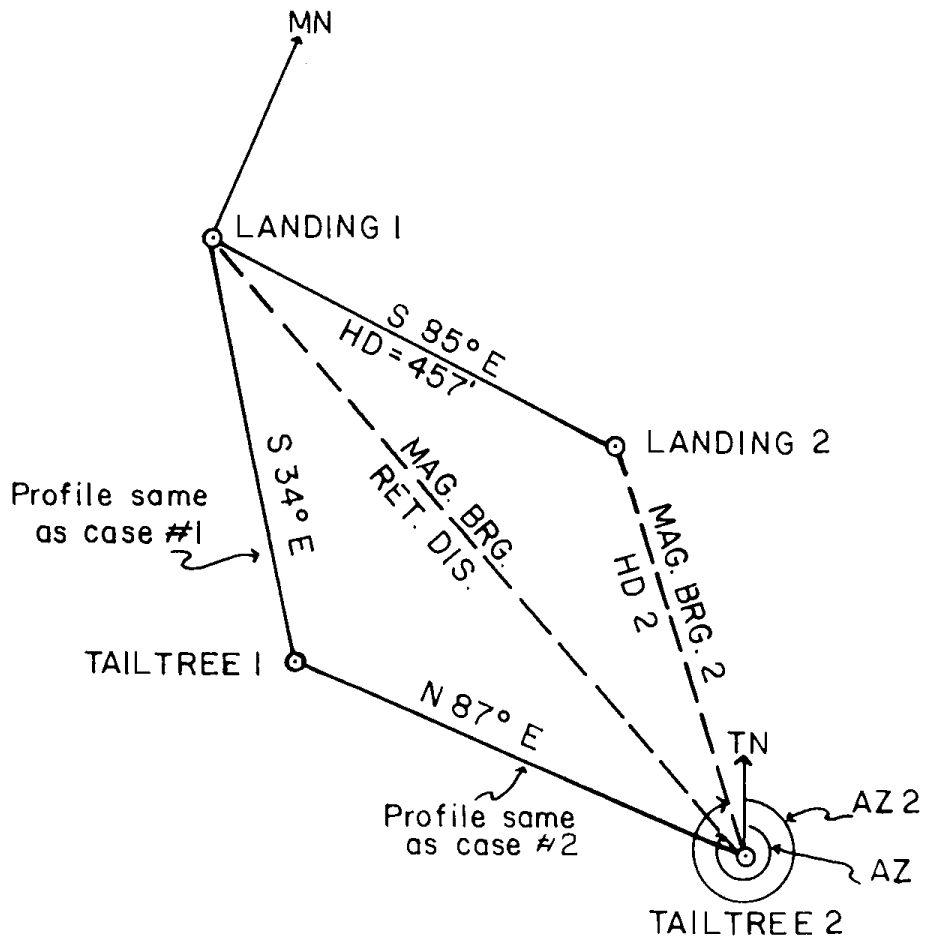 MN
LANDING 1
S 85° E
HD = 457'
LANDING 2
S 34° E
MAG. BRG.
RET. DIS.
Profile same
as case #1
MAG. BRG. 2
HD 2
TAILTREE 1
N 87° E
TN
Profile same
as case #2
AZ 2
AZ
TAILTREE 2